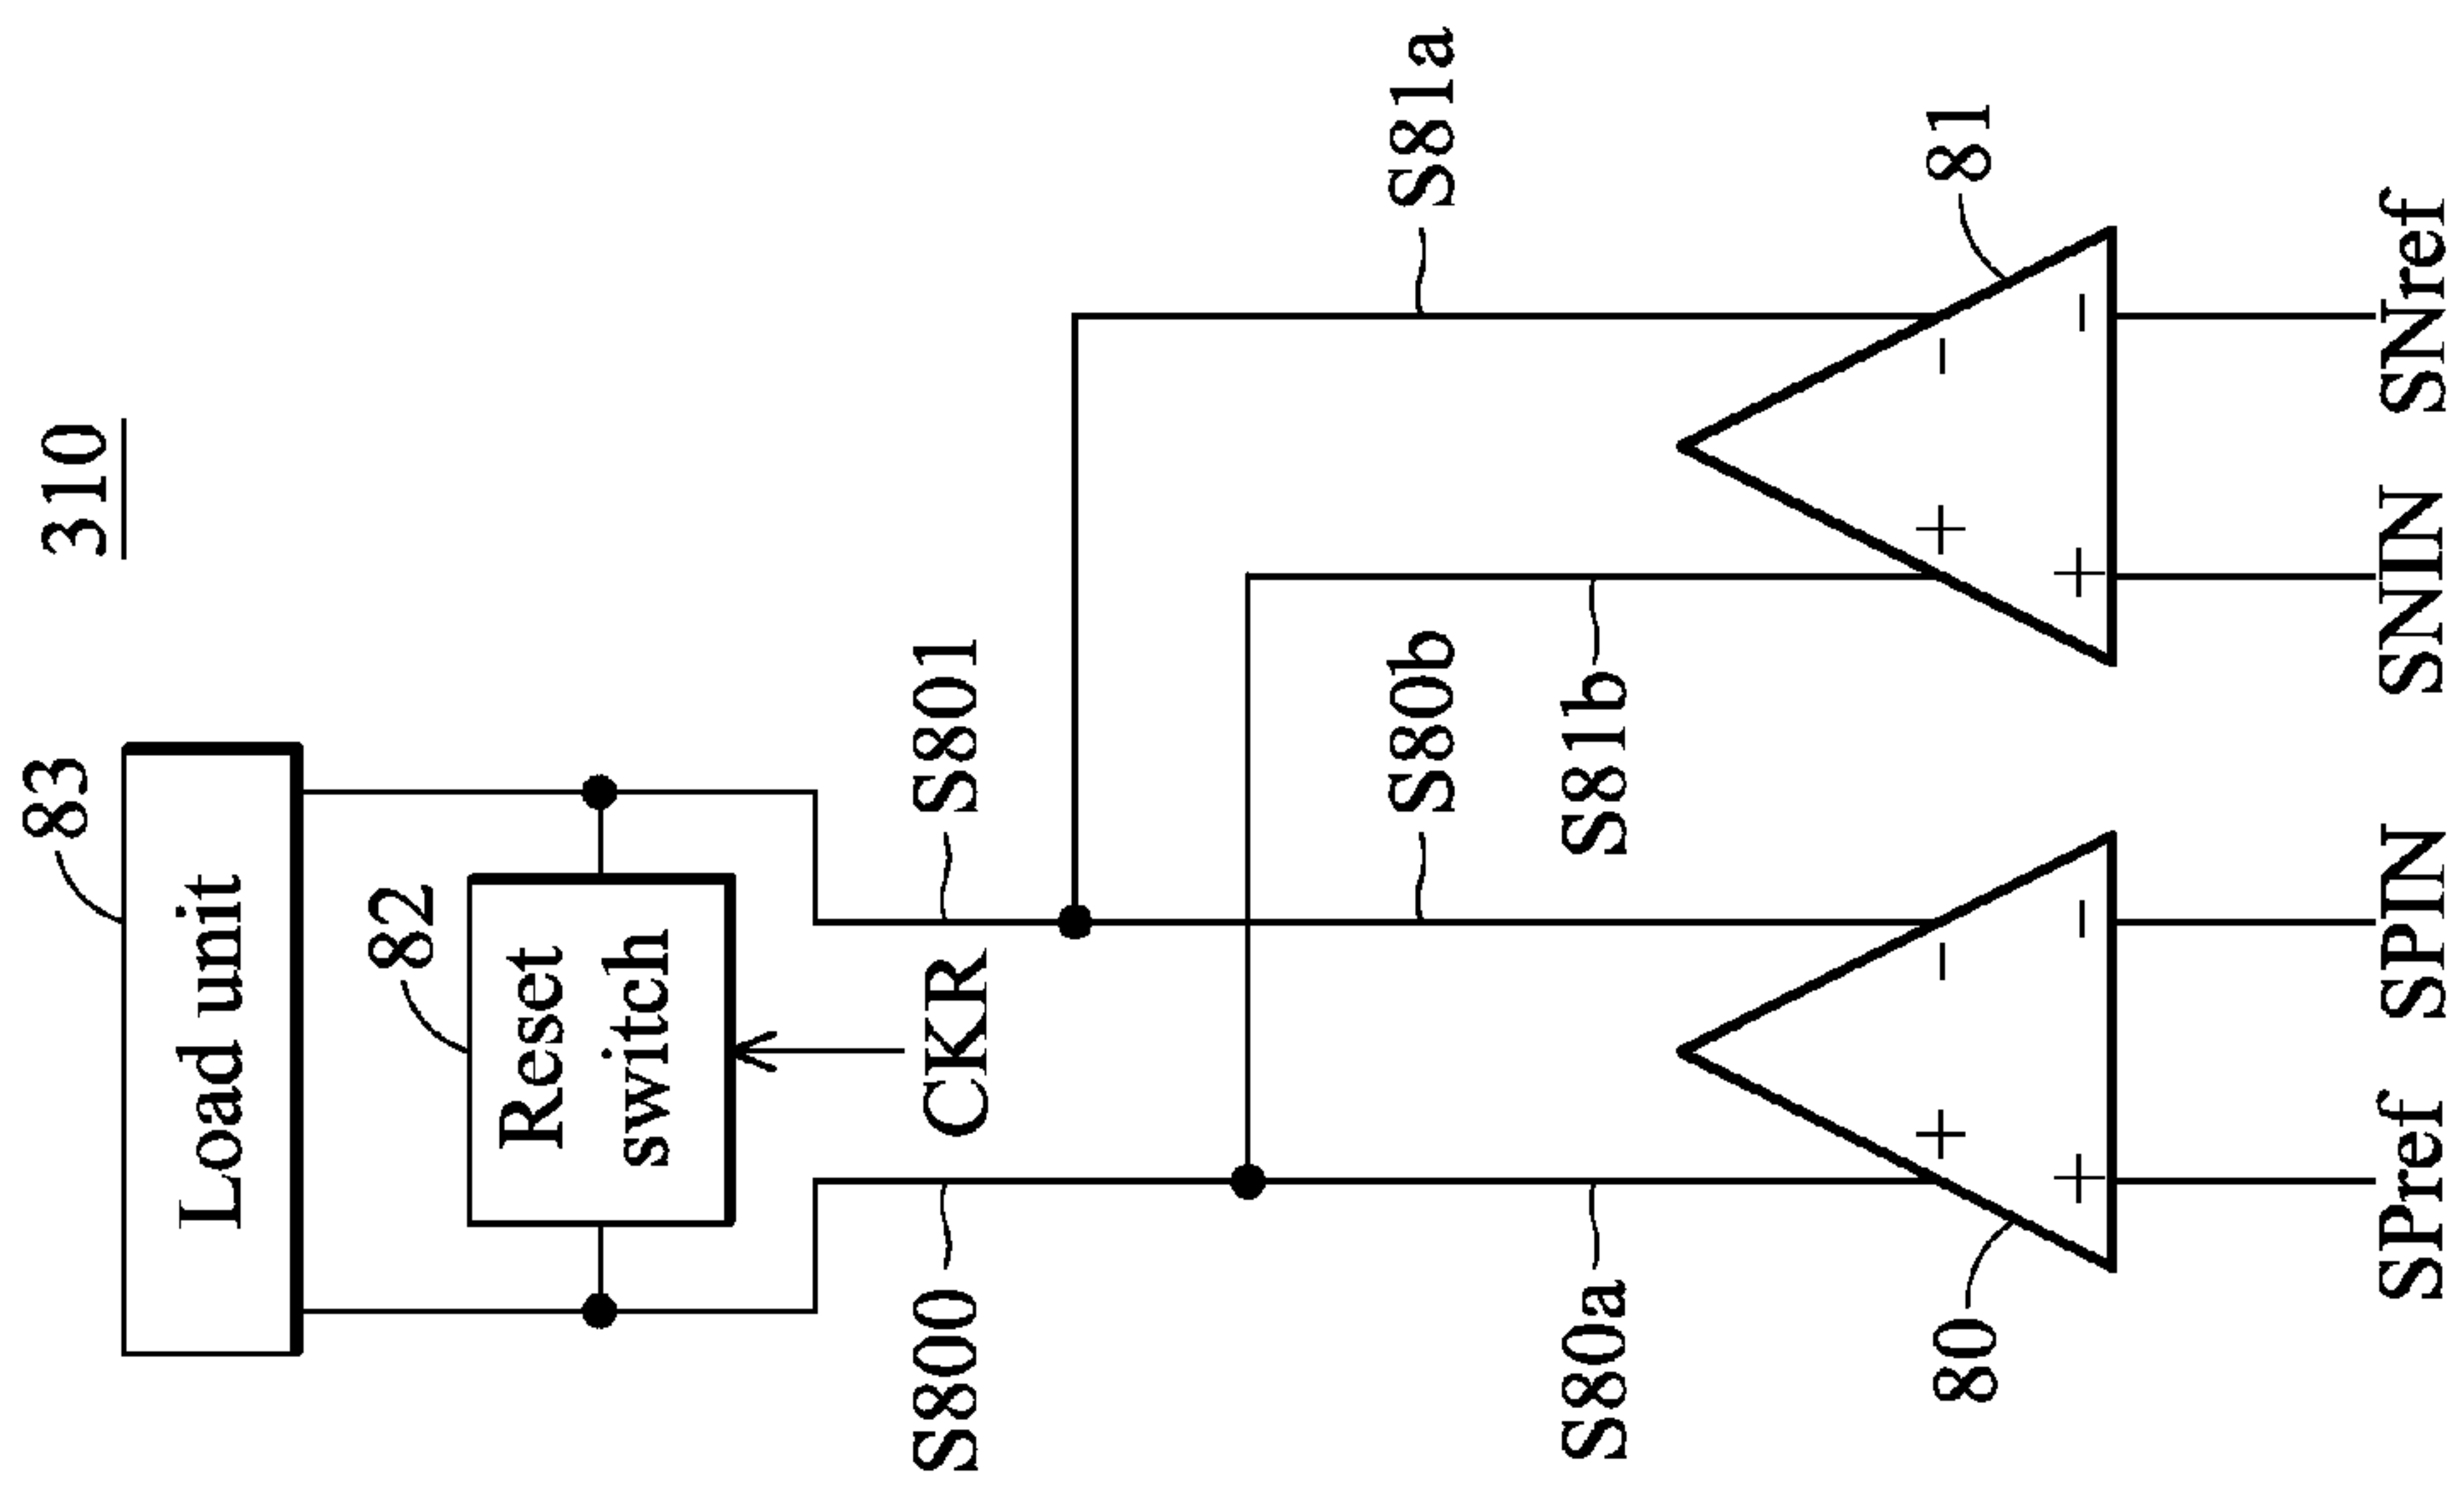 310
83
Load unit
82
Reset
switch
CKR
S800
S801
S80a
S80b
S81b
S81a
80
81
SPref
SPIN
SNIN
SNref
+
−
+
−
+
−
+
−